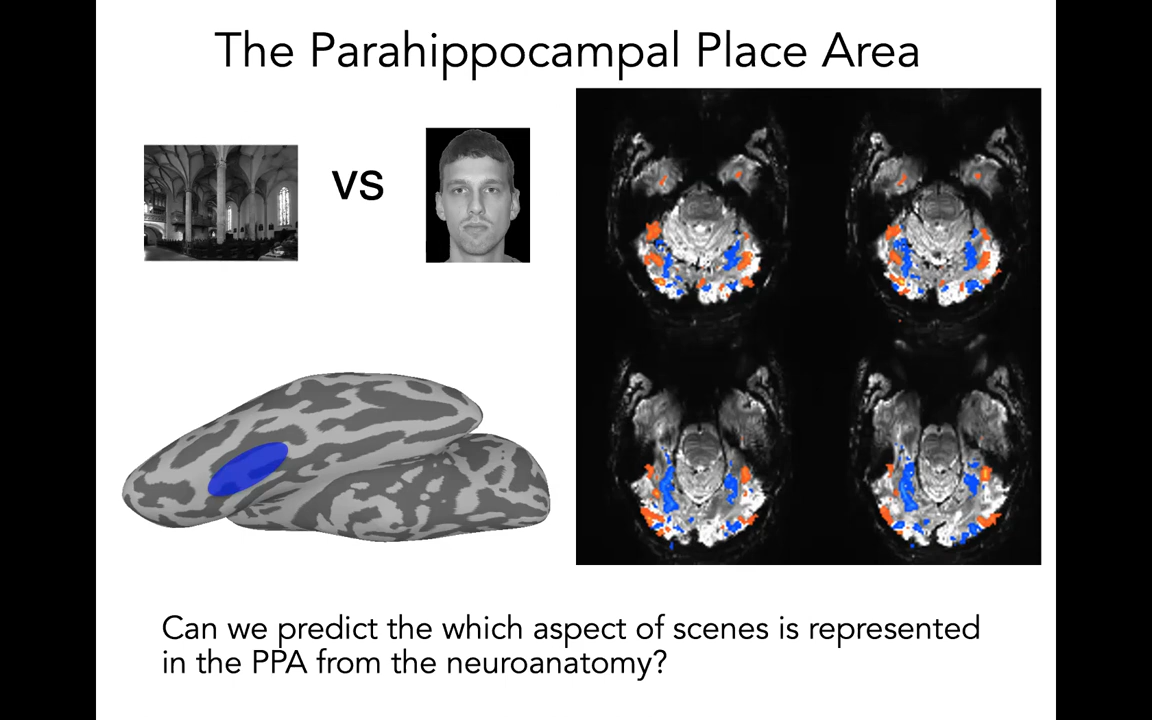 The Parahippocampal Place Area
vs
Can we predict the which aspect of scenes is represented
in the PPA from the neuroanatomy?